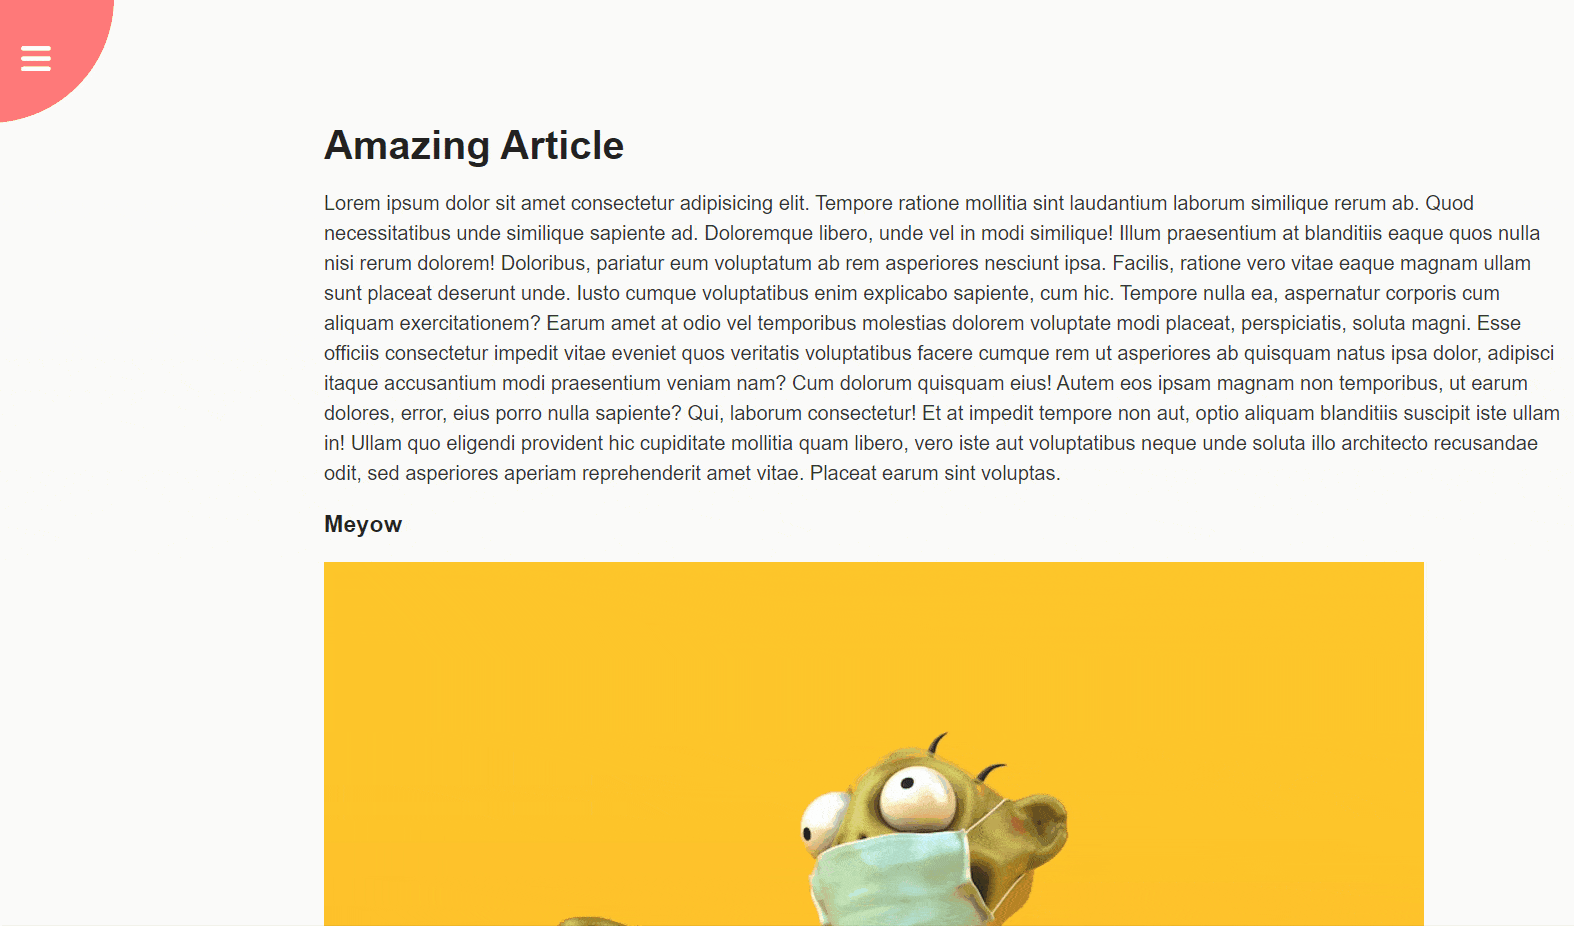 Amazing Article
Lorem ipsum dolor sit amet consectetur adipisicing elit. Tempore ratione mollitia sint laudantium laborum similique rerum ab. Quod
necessitatibus unde similique sapiente ad. Doloremque libero, unde vel in modi similique! Illum praesentium at blanditiis eaque quos nulla
nisi rerum dolorem! Doloribus, pariatur eum voluptatum ab rem asperiores nesciunt ipsa. Facilis, ratione vero vitae eaque magnam ullam
sunt placeat deserunt unde. Iusto cumque voluptatibus enim explicabo sapiente, cum hic. Tempore nulla ea, aspernatur corporis cum
aliquam exercitationem? Earum amet at odio vel temporibus molestias dolorem voluptate modi placeat, perspiciatis, soluta magni. Esse
officiis consectetur impedit vitae eveniet quos veritatis voluptatibus facere cumque rem ut asperiores ab quisquam natus ipsa dolor, adipisci
itaque accusantium modi praesentium veniam nam? Cum dolorum quisquam eius! Autem eos ipsam magnam non temporibus, ut earum
dolores, error, eius porro nulla sapiente? Qui, laborum consectetur! Et at impedit tempore non aut, optio aliquam blanditiis suscipit iste ullam
in! Ullam quo eligendi provident hic cupiditate mollitia quam libero, vero iste aut voluptatibus neque unde soluta illo architecto recusandae
odit, sed asperiores aperiam reprehenderit amet vitae. Placeat earum sint voluptas.
Meyow